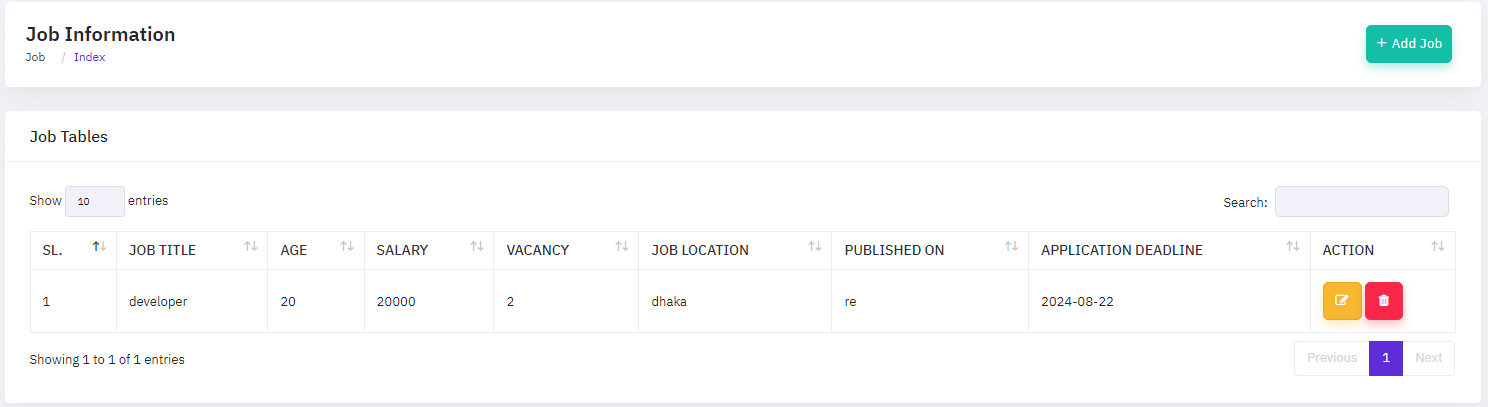 Job Information
+ Add Job
Job / Index
Job Tables
Show 10 entries
Search:
SL. JOB TITLE AGE SALARY VACANCY JOB LOCATION PUBLISHED ON APPLICATION DEADLINE ACTION
1 developer 20 20000 2 dhaka re 2024-08-22
Showing 1 to 1 of 1 entries
Previous 1 Next